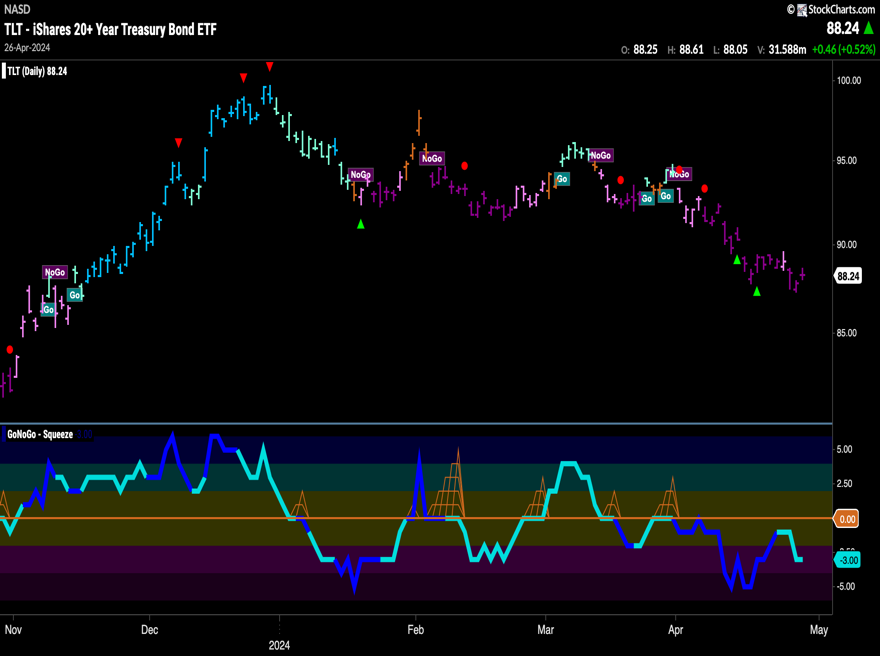 NASD
© StockCharts.com
TLT - iShares 20+ Year Treasury Bond ETF
88.24
26-Apr-2024
O: 88.25 H: 88.61 L: 88.05 V: 31.588m +0.46 (+0.52%)
TLT (Daily) 88.24
100.00
95.00
90.00
88.24
85.00
NoGo
Go
Go
NoGo
NoGo
Go
NoGo
Go
Go
NoGo
GoNoGo - Squeeze
5.00
2.50
0.00
-3.00
-5.00
Nov
Dec
2024
Feb
Mar
Apr
May